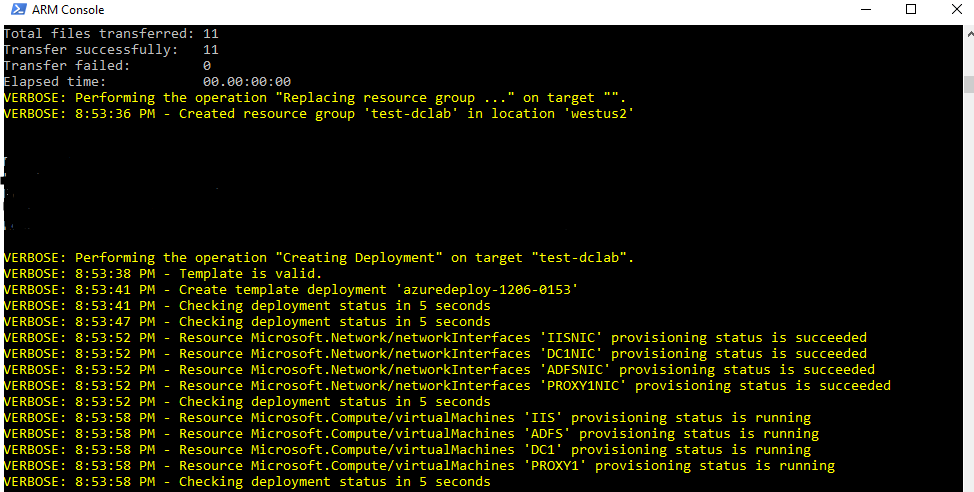 ARM Console
Total files transferred: 11
Transfer successfully:   11
Transfer failed:         0
Elapsed time:            00.00:00:00
VERBOSE: Performing the operation "Replacing resource group ..." on target "".
VERBOSE: 8:53:36 PM - Created resource group 'test-dclab' in location 'westus2'
VERBOSE: Performing the operation "Creating Deployment" on target "test-dclab".
VERBOSE: 8:53:38 PM - Template is valid.
VERBOSE: 8:53:41 PM - Create template deployment 'azuredeploy-1206-0153'
VERBOSE: 8:53:41 PM - Checking deployment status in 5 seconds
VERBOSE: 8:53:47 PM - Checking deployment status in 5 seconds
VERBOSE: 8:53:52 PM - Resource Microsoft.Network/networkInterfaces 'IISNIC' provisioning status is succeeded
VERBOSE: 8:53:52 PM - Resource Microsoft.Network/networkInterfaces 'DC1NIC' provisioning status is succeeded
VERBOSE: 8:53:52 PM - Resource Microsoft.Network/networkInterfaces 'ADFSNIC' provisioning status is succeeded
VERBOSE: 8:53:52 PM - Resource Microsoft.Network/networkInterfaces 'PROXY1NIC' provisioning status is succeeded
VERBOSE: 8:53:52 PM - Checking deployment status in 5 seconds
VERBOSE: 8:53:58 PM - Resource Microsoft.Compute/virtualMachines 'IIS' provisioning status is running
VERBOSE: 8:53:58 PM - Resource Microsoft.Compute/virtualMachines 'ADFS' provisioning status is running
VERBOSE: 8:53:58 PM - Resource Microsoft.Compute/virtualMachines 'DC1' provisioning status is running
VERBOSE: 8:53:58 PM - Resource Microsoft.Compute/virtualMachines 'PROXY1' provisioning status is running
VERBOSE: 8:53:58 PM - Checking deployment status in 5 seconds